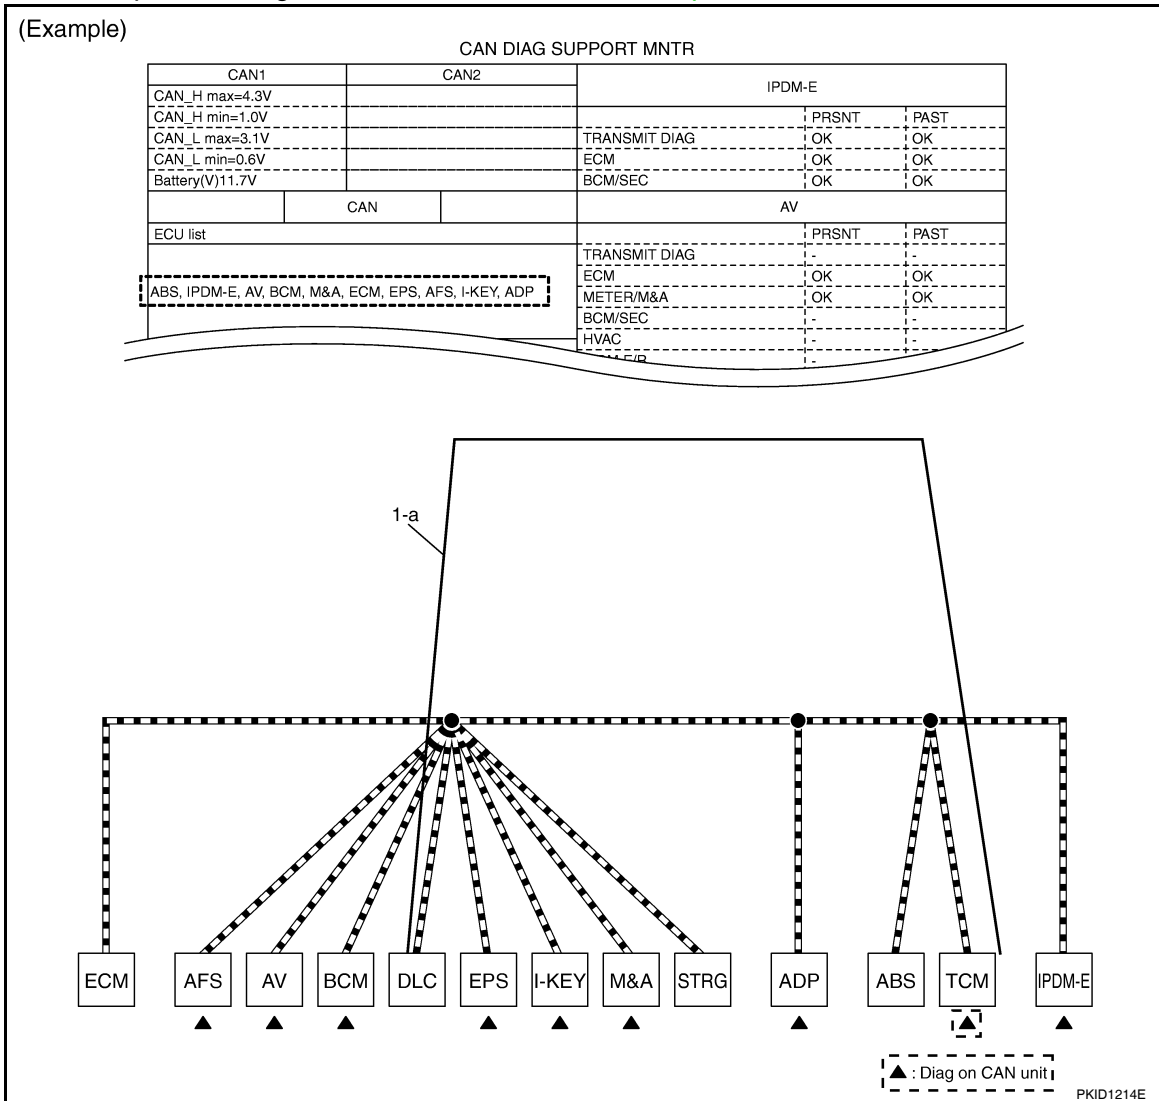 (Example)
CAN DIAG SUPPORT MNTR
CAN1 CAN2 IPDM-E
CAN_H max=4.3V
CAN_H min=1.0V PRSNT PAST
CAN_L max=3.1V TRANSMIT DIAG OK OK
CAN_L min=0.6V ECM OK OK
Battery(V)11.7V BCM/SEC OK OK
CAN AV
ECU list PRSNT PAST
TRANSMIT DIAG - -
ECM OK OK
ABS, IPDM-E, AV, BCM, M&A, ECM, EPS, AFS, I-KEY, ADP METER/M&A OK OK
BCM/SEC - -
HVAC - -
-
1-a
ECM AFS AV BCM DLC EPS I-KEY M&A STRG ADP ABS TCM IPDM-E
▲ : Diag on CAN unit
PKID1214E